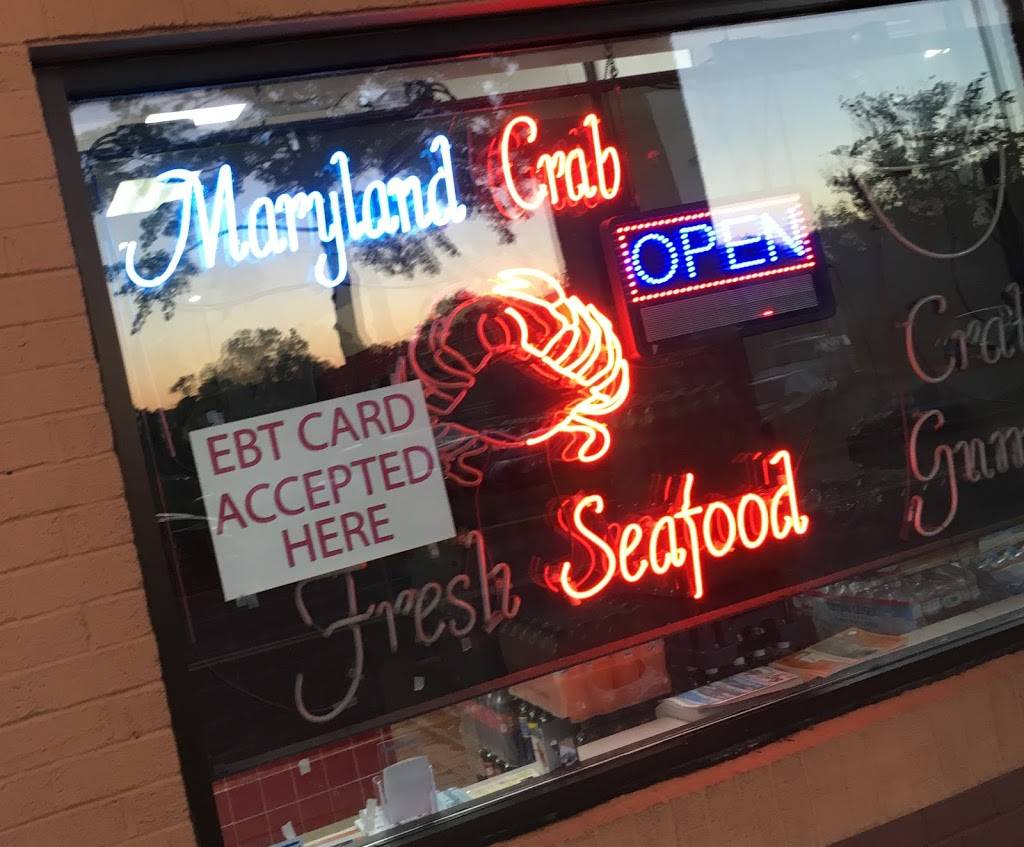 Maryland Crab
OPEN
EBT CARD
ACCEPTED
HERE
Fresh Seafood